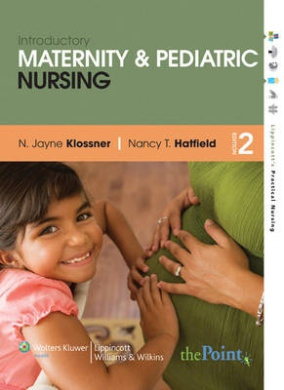 Introductory
MATERNITY & PEDIATRIC
NURSING
N. Jayne Klossner | Nancy T. Hatfield
EDITION 2
Lippincott's Practical Nursing
Wolters Kluwer | Lippincott
Williams & Wilkins
thePoint